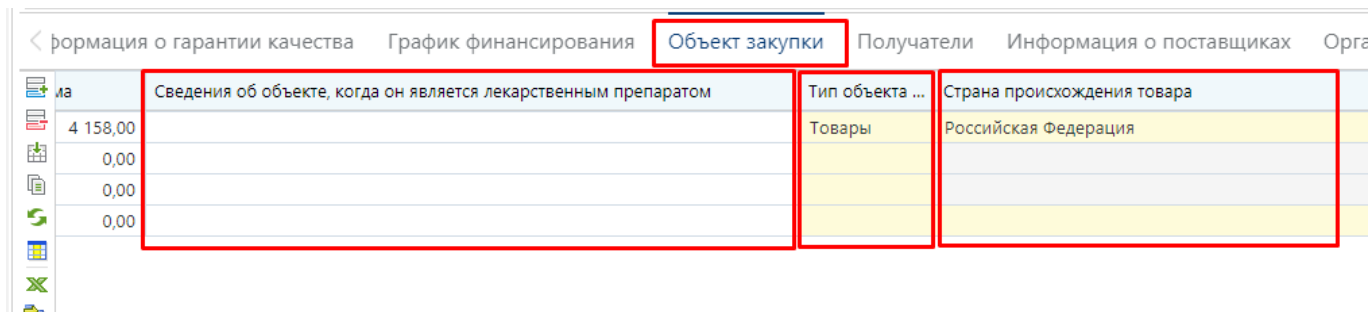 формация о гарантии качества График финансирования Объект закупки Получатели Информация о поставщиках Орга
ма Сведения об объекте, когда он является лекарственным препаратом Тип объекта ... Страна происхождения товара
4 158,00 Товары Российская Федерация
0,00
0,00
0,00